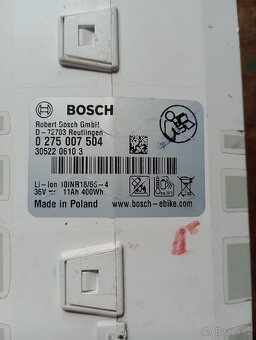 BOSCH
Robert Bosch GmbH
D - 72703 Reutlingen
0 275 007 504
30522 0610 3
Li - Ion 10INR18/65 - 4
36V 11Ah 400Wh
Made in Poland www.bosch-ebike.com